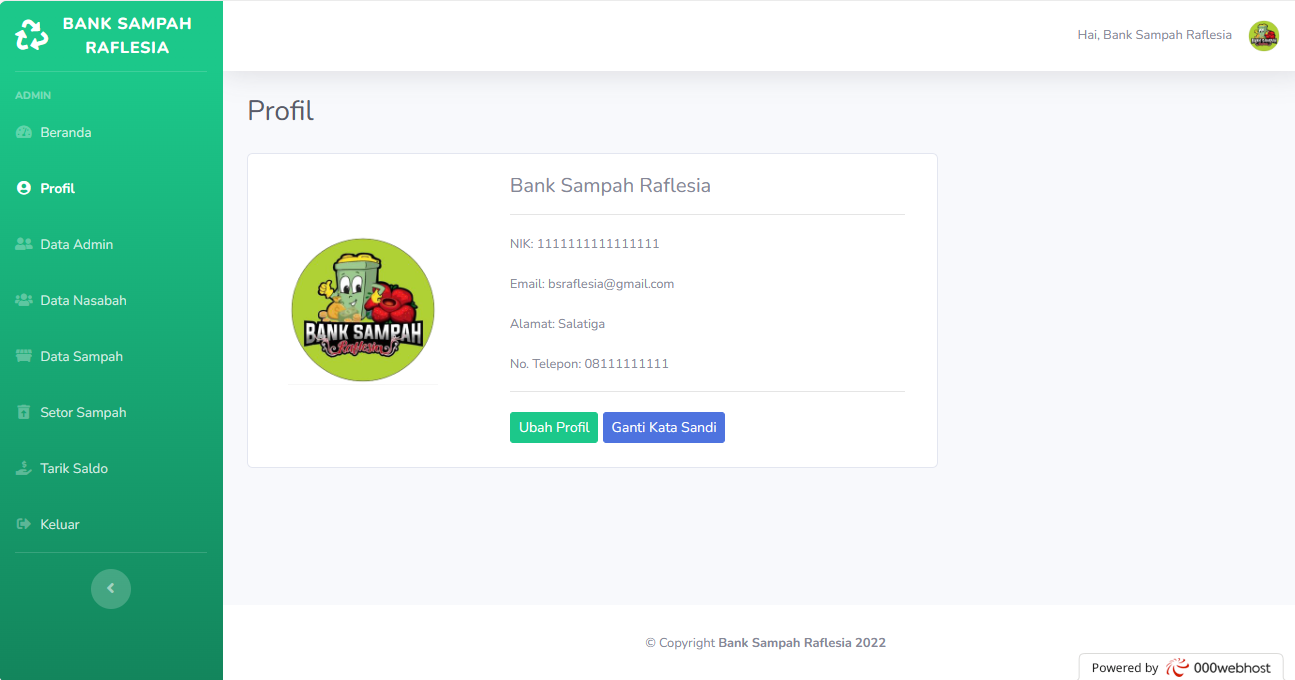 BANK SAMPAH
RAFLESIA
Hai, Bank Sampah Raflesia
ADMIN
Beranda
Profil
Data Admin
Data Nasabah
Data Sampah
Setor Sampah
Tarik Saldo
Keluar
Profil
BANK SAMPAH
Raflesia
Bank Sampah Raflesia
NIK: 1111111111111111
Email: bsraflesia@gmail.com
Alamat: Salatiga
No. Telepon: 08111111111
Ubah Profil Ganti Kata Sandi
© Copyright Bank Sampah Raflesia 2022
Powered by 000webhost